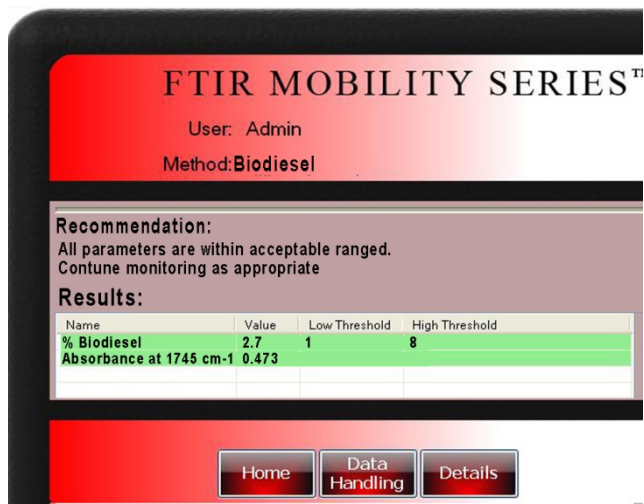 FTIR MOBILITY SERIES™
User: Admin
Method:Biodiesel
Recommendation:
All parameters are within acceptable ranged.
Contune monitoring as appropriate
Results:
Name Value Low Threshold High Threshold
% Biodiesel 2.7 1 8
Absorbance at 1745 cm-1 0.473
Home Data Handling Details